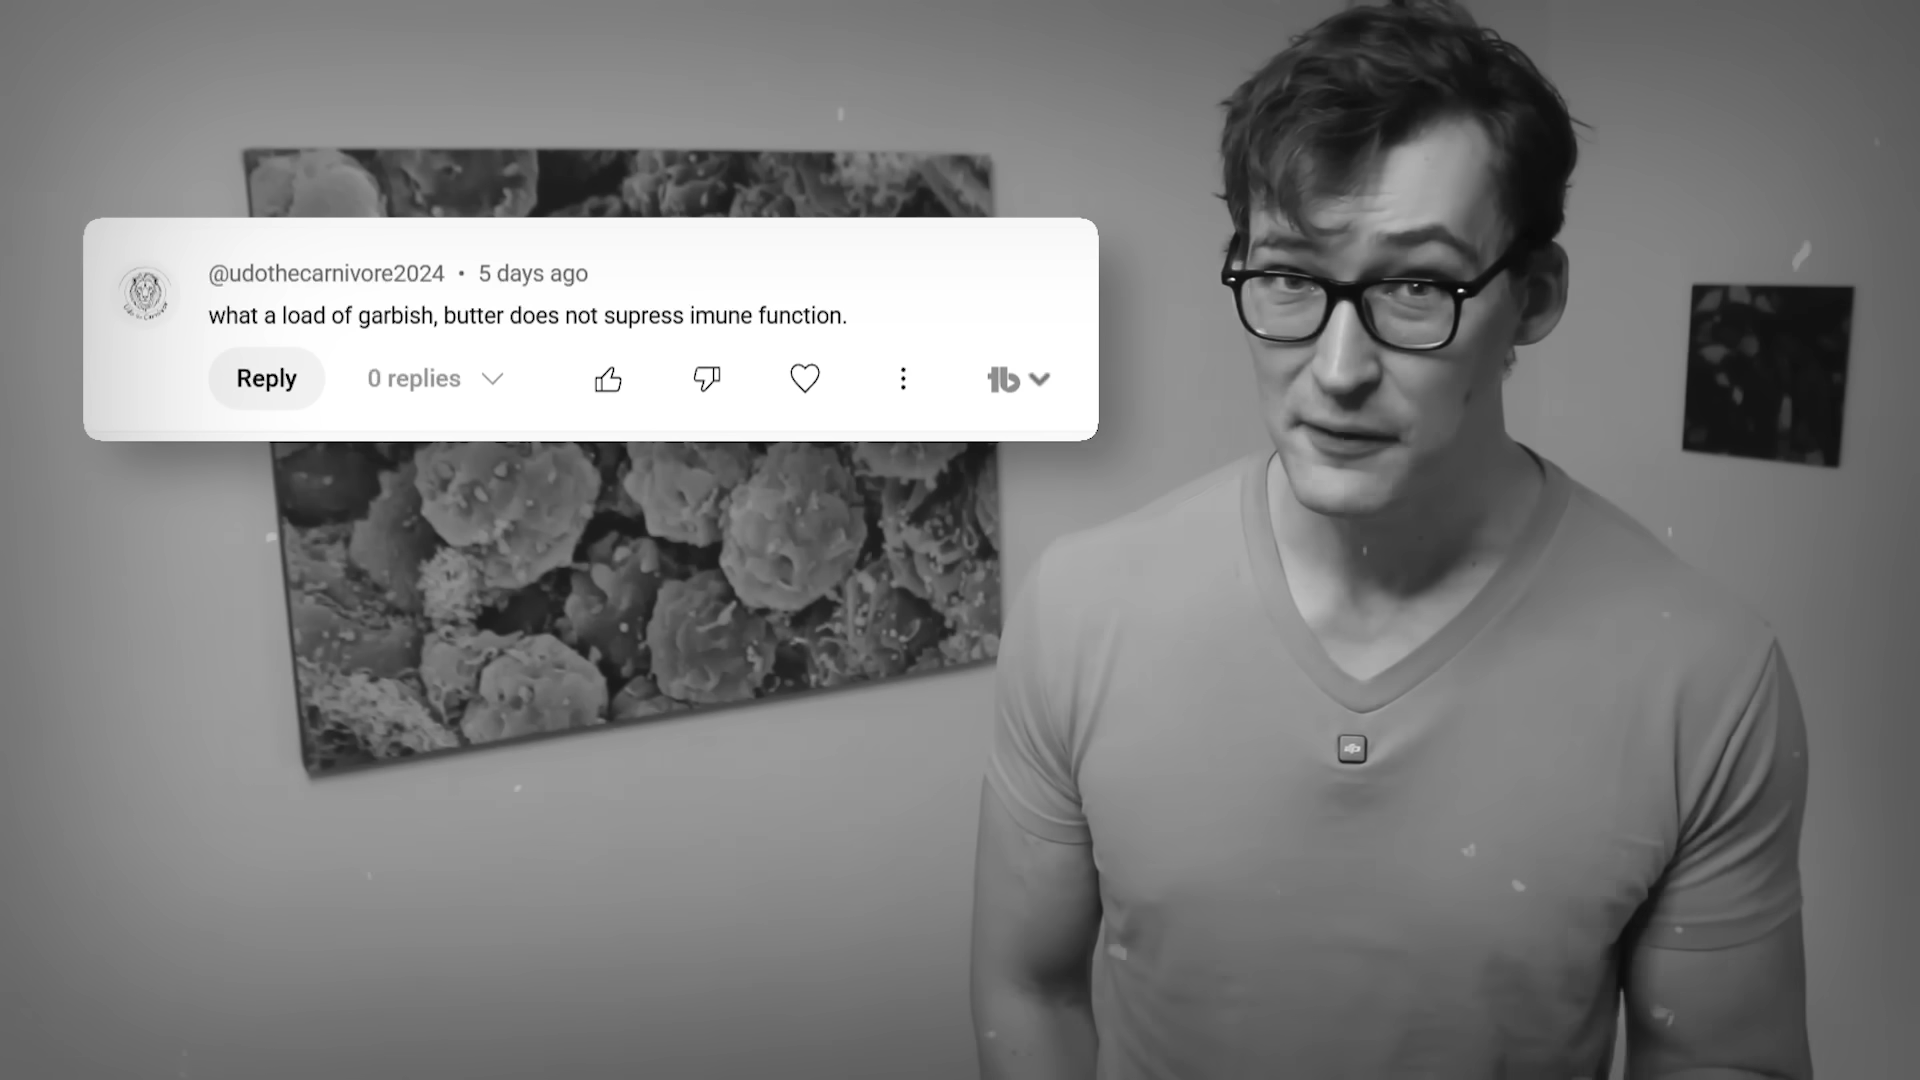 @udothecarnivore2024 • 5 days ago
what a load of garbish, butter does not supress imune function.
Reply 0 replies